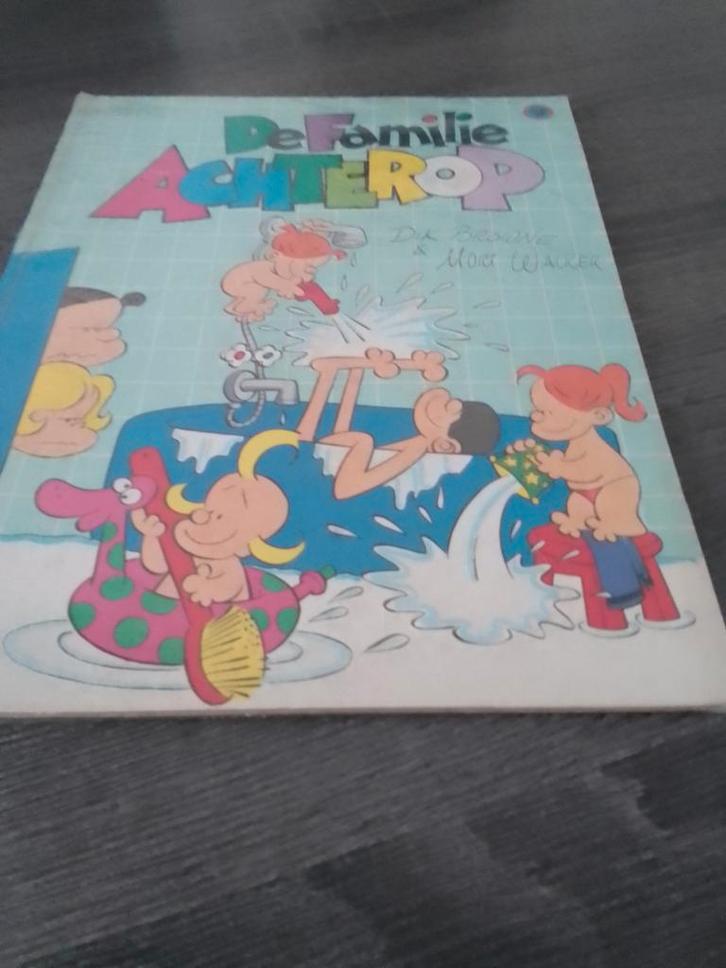 De Familie
ACHTEROP
Dik BROWNE
& MORT WALKER